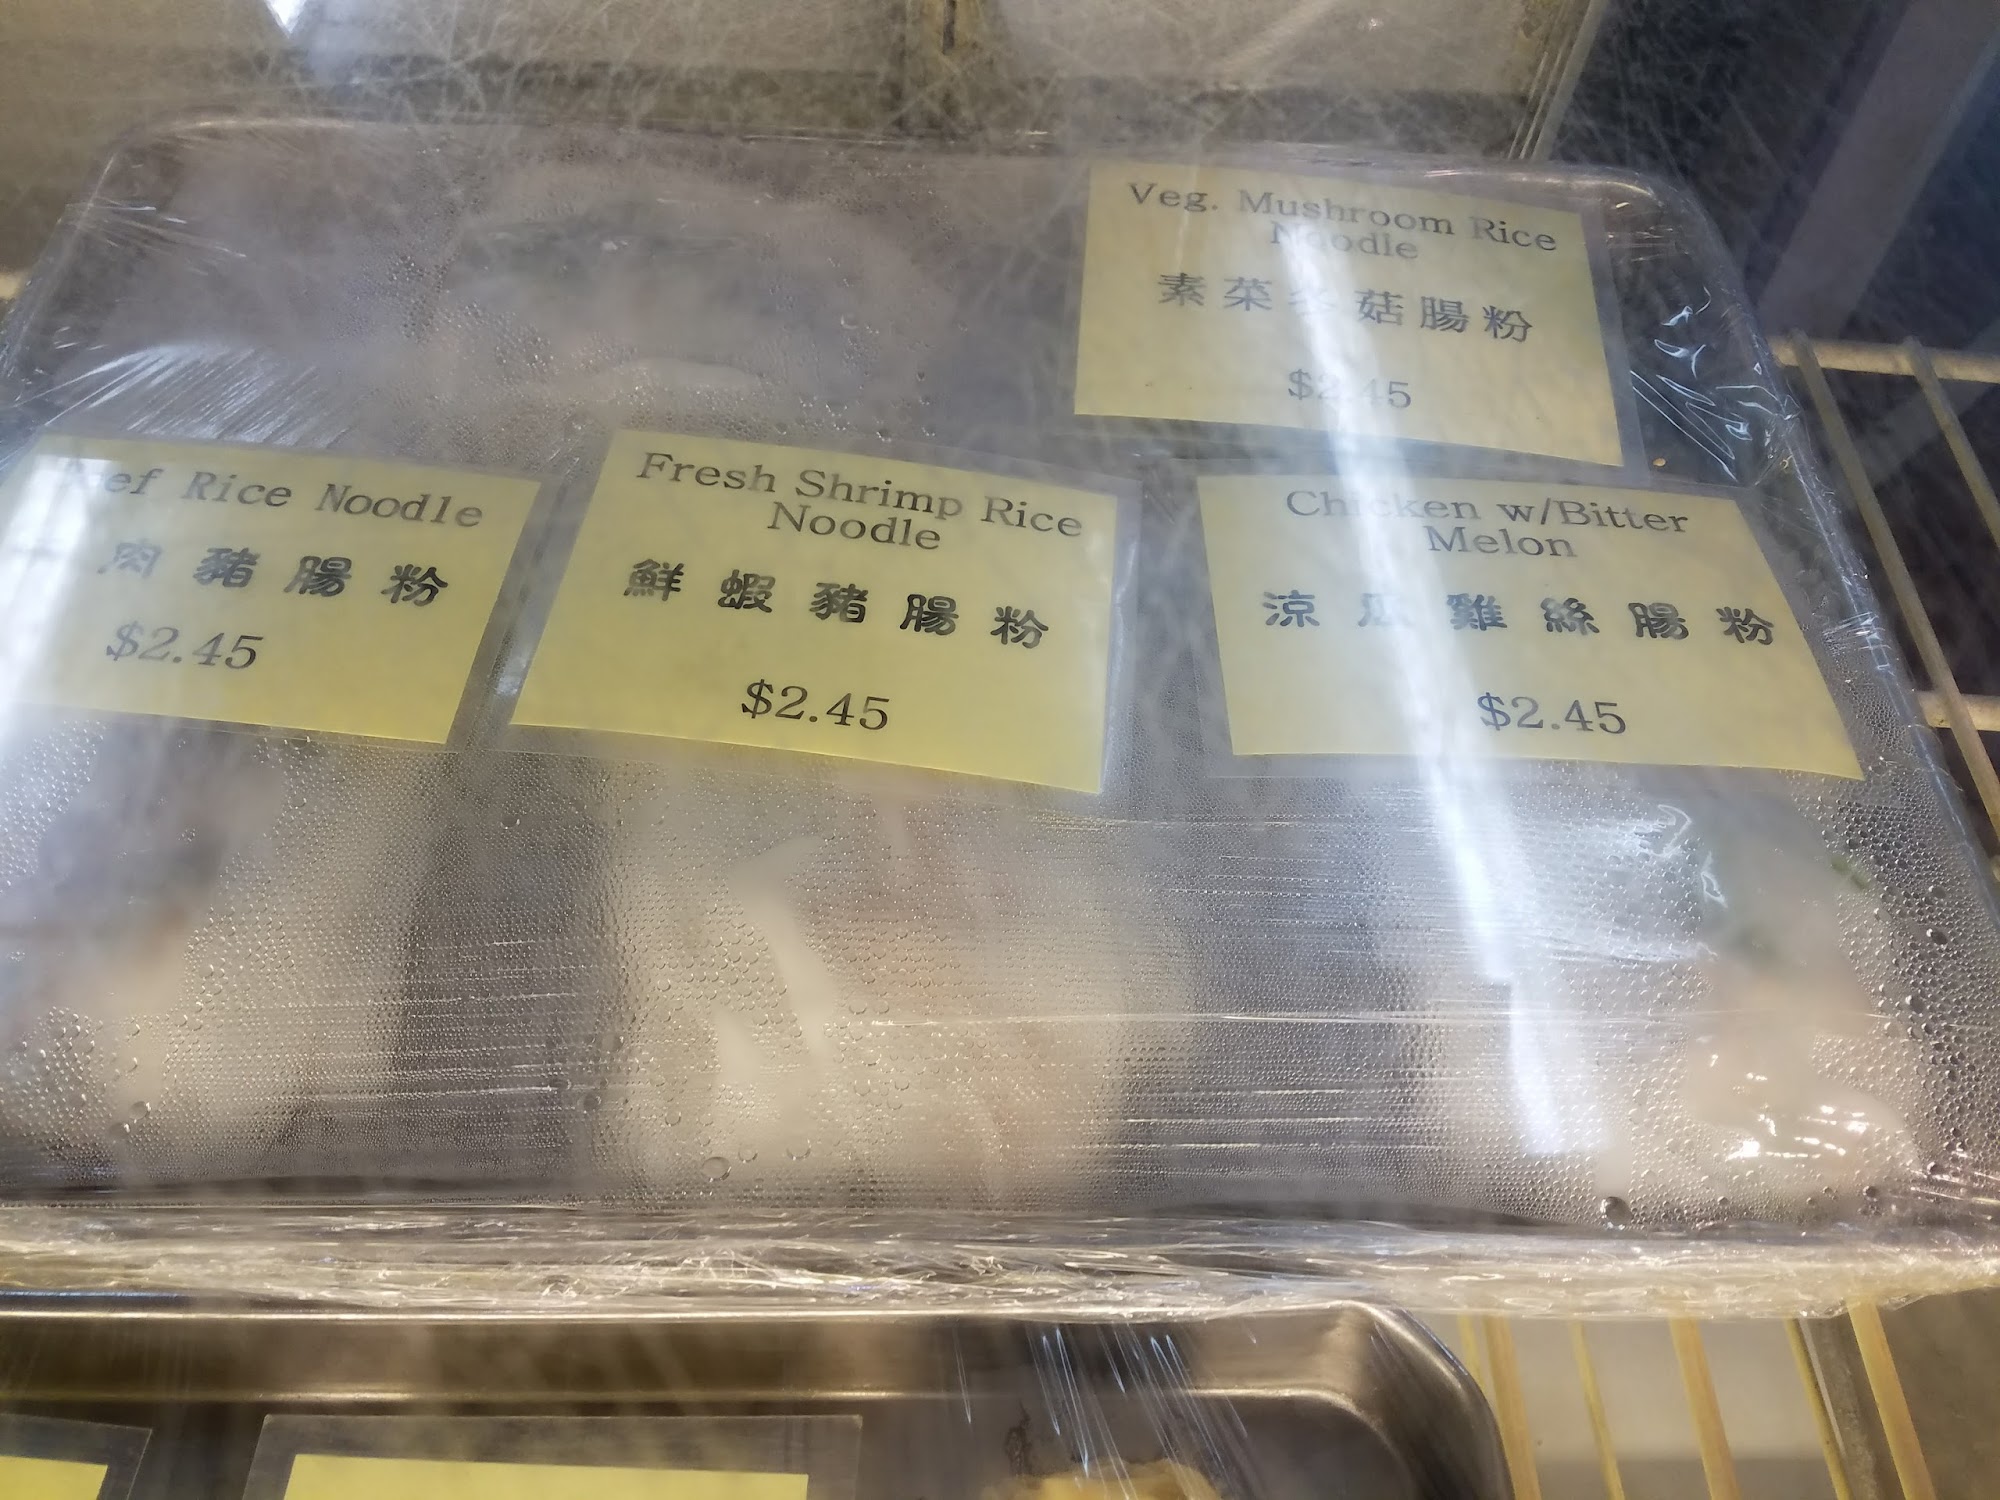 Veg. Mushroom Rice
Noodle
素菜冬菇腸粉
$2.45
Rice Noodle
肉豬腸粉
$2.45
Fresh Shrimp Rice
Noodle
鮮蝦豬腸粉
$2.45
Chicken w/Bitter
Melon
涼瓜雞絲腸粉
$2.45